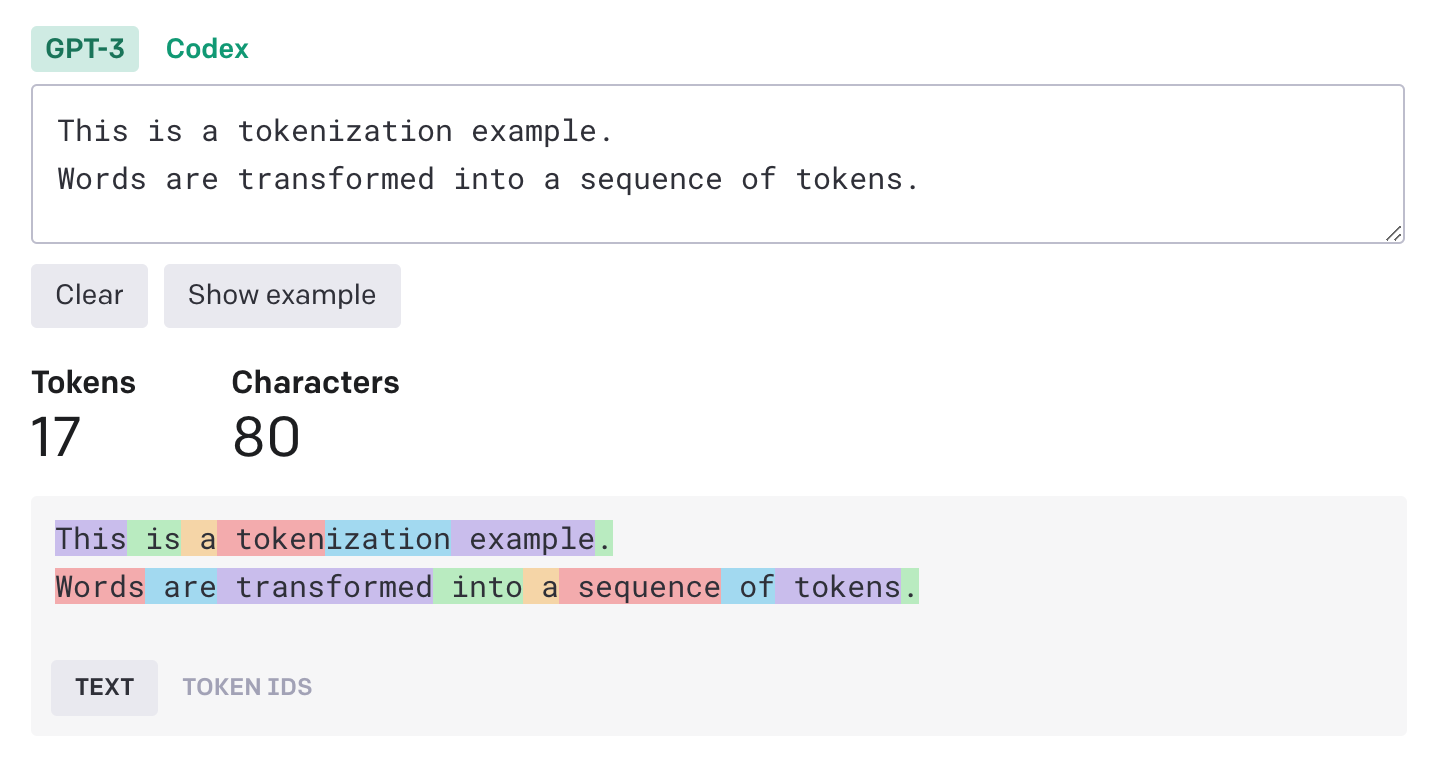 GPT-3 Codex
This is a tokenization example.
Words are transformed into a sequence of tokens.
Clear Show example
Tokens Characters
17 80
This is a tokenization example.
Words are transformed into a sequence of tokens.
TEXT TOKEN IDS